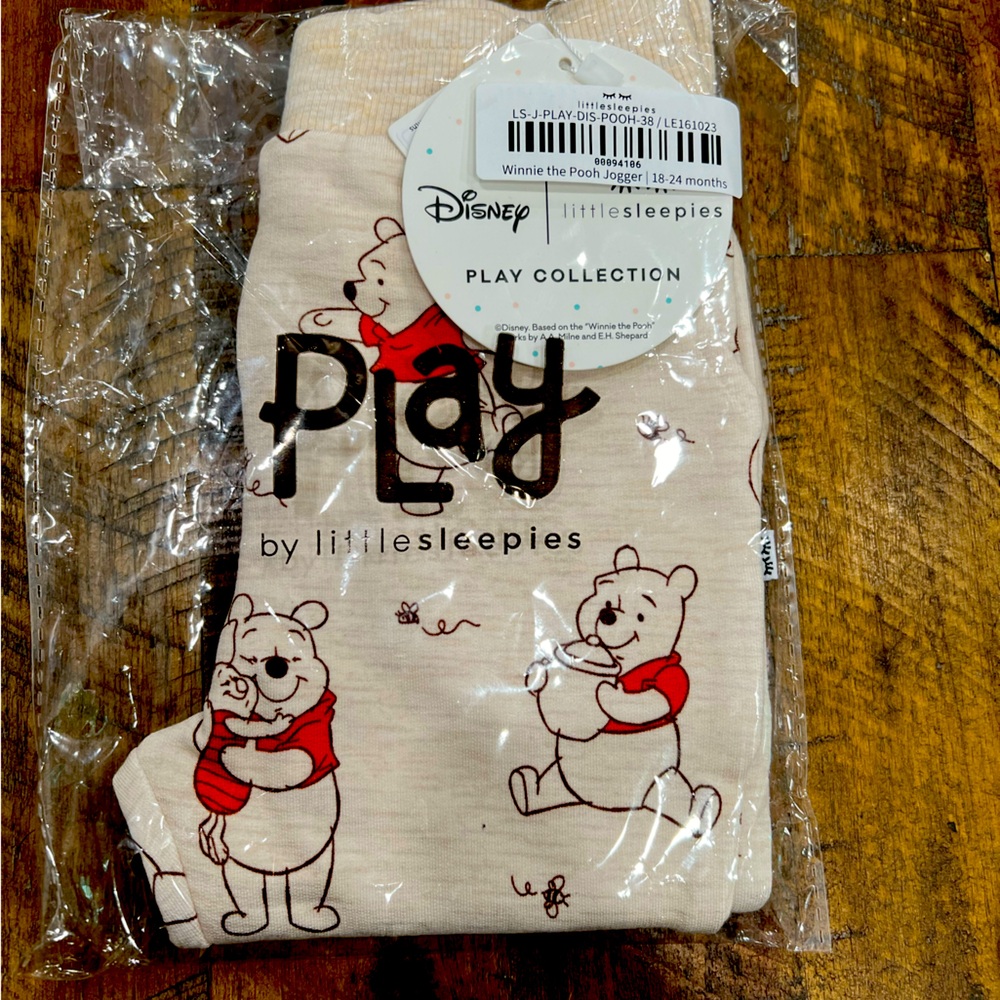 littlesleepies
LS-J-PLAY-DIS-POOH-38 / LE161023
00094106
Winnie the Pooh Jogger | 18-24 months
Disney | littlesleepies
PLAY COLLECTION
©Disney. Based on the "Winnie the Pooh"
by A.A. Milne and E.H. Shepard
Play
by littlesleepies